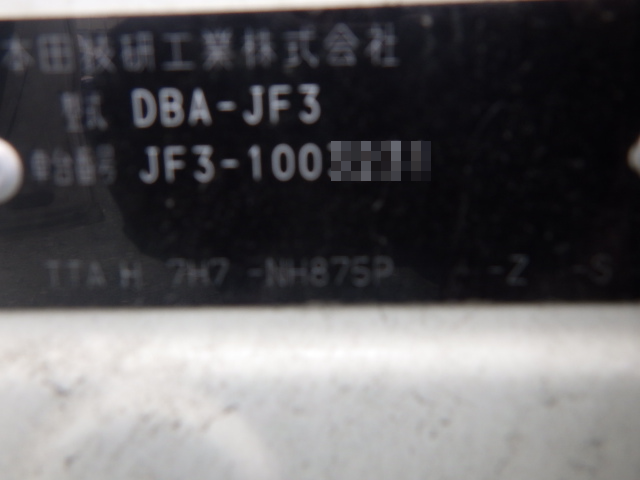 本田技研工業株式会社
型式 DBA-JF3
車台番号 JF3-100
TTA H 7H7 -NH875P -Z -S